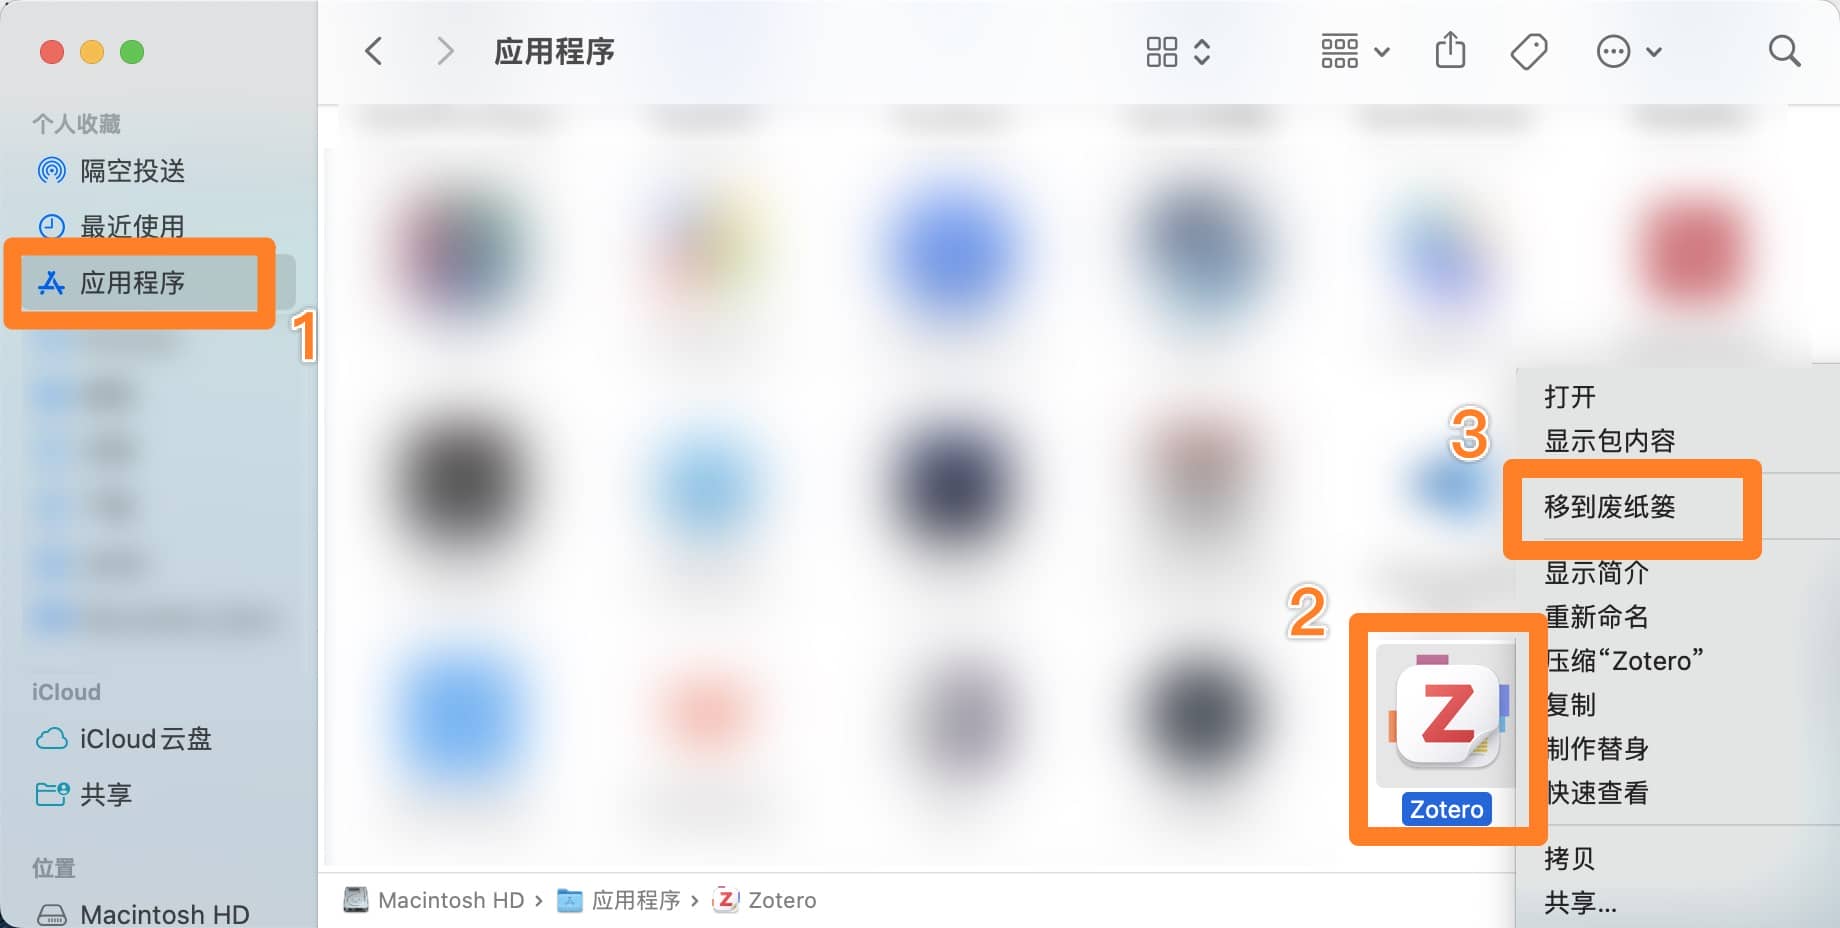 应用程序
个人收藏
隔空投送
最近使用
应用程序
1
iCloud
iCloud云盘
共享
位置
Macintosh HD
2
Z
Zotero
3
打开
显示包内容
移到废纸篓
显示简介
重新命名
压缩“Zotero”
复制
制作替身
快速查看
拷贝
共享...
Macintosh HD › 应用程序 › Zotero